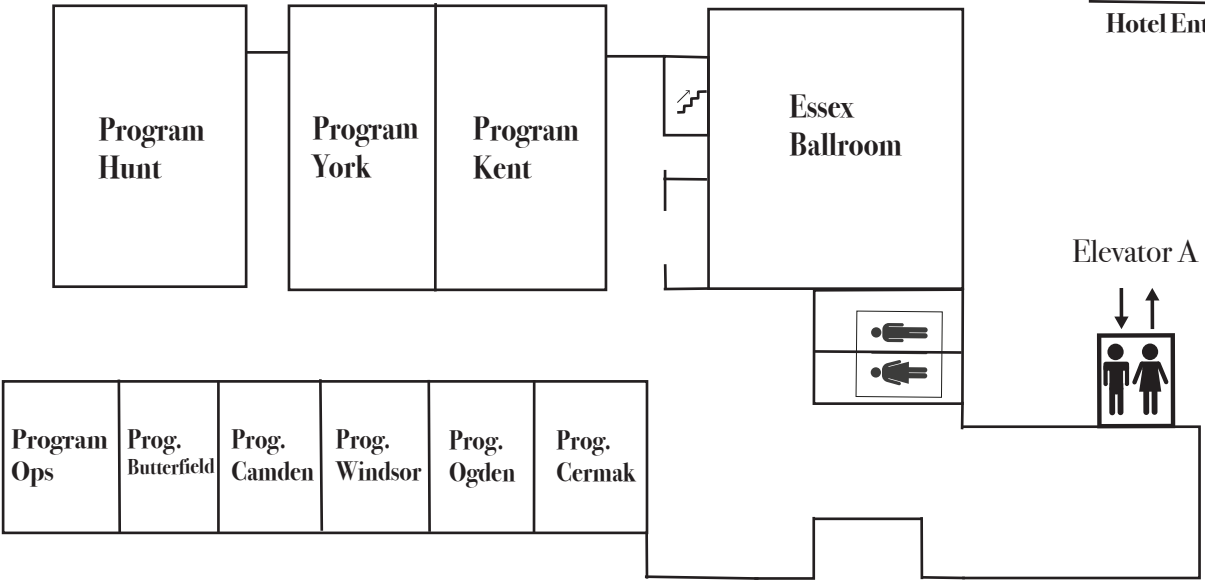 Hotel Ent
Program
Hunt
Program
York
Program
Kent
Essex
Ballroom
Elevator A
Program
Ops
Prog.
Butterfield
Prog.
Camden
Prog.
Windsor
Prog.
Ogden
Prog.
Cermak